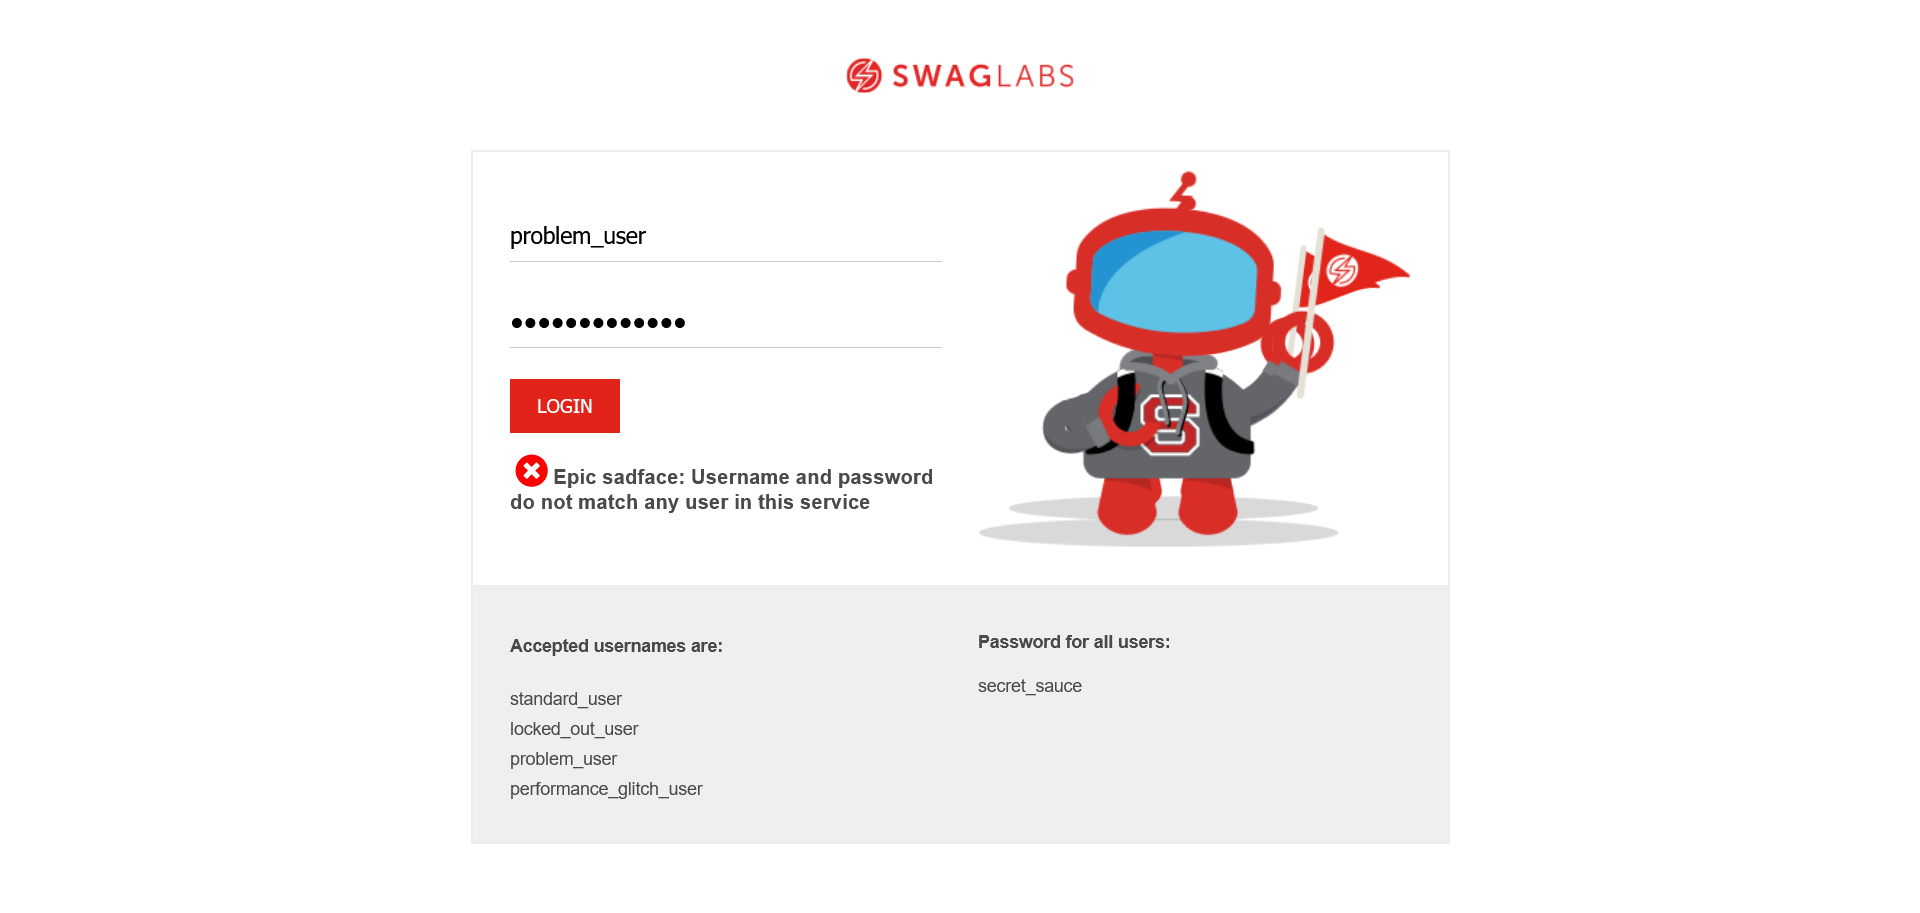 SWAGLABS
problem_user
•••••••••••••
LOGIN
Epic sadface: Username and password
do not match any user in this service
S
Accepted usernames are:
standard_user
locked_out_user
problem_user
performance_glitch_user
Password for all users:
secret_sauce